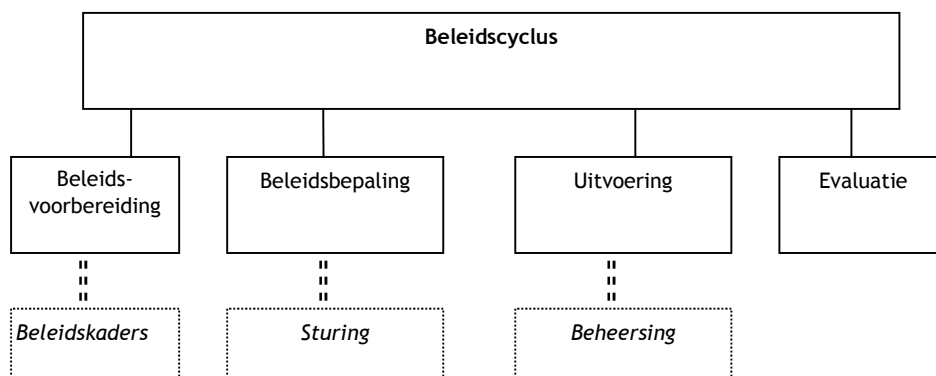 Beleidscyclus
Beleids-
voorbereiding
Beleidsbepaling
Uitvoering
Evaluatie
Beleidskaders
Sturing
Beheersing